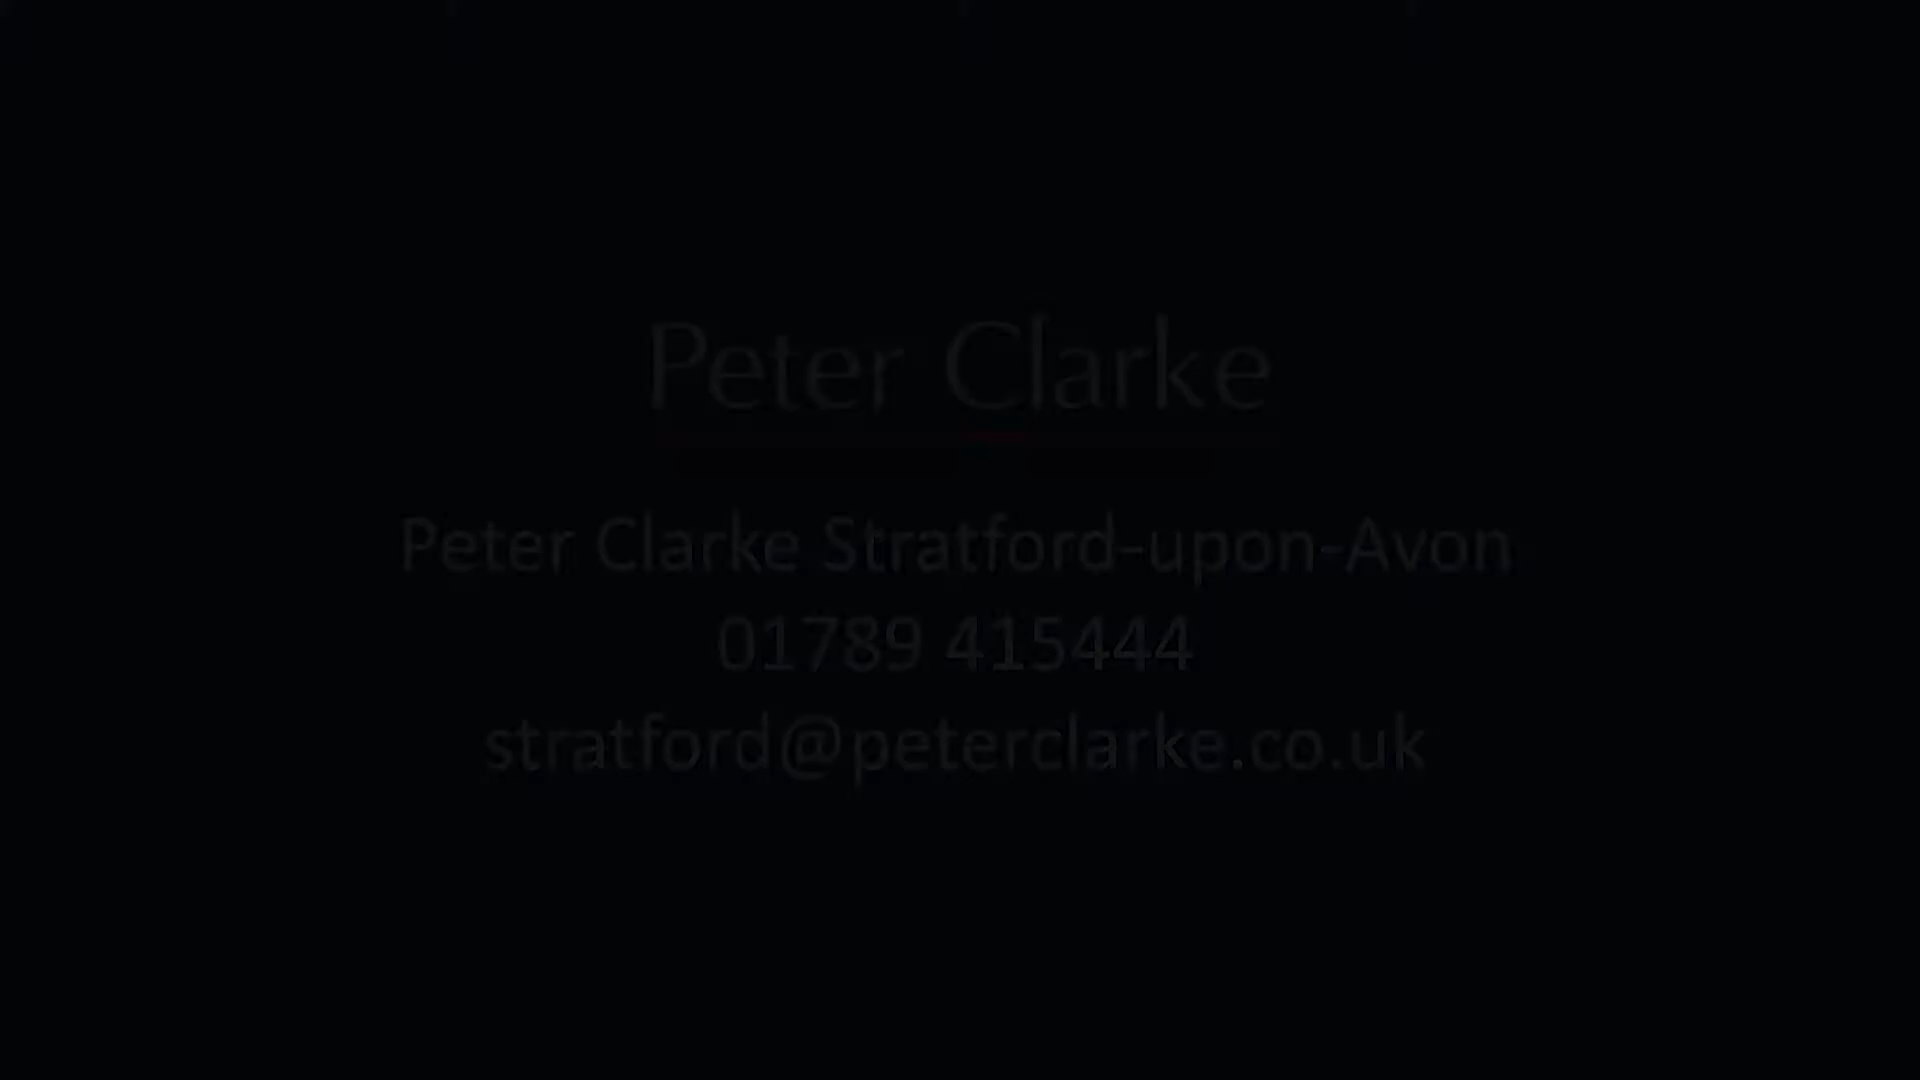 Peter Clarke
Peter Clarke Stratford-upon-Avon
01789 415444
stratford@peterclarke.co.uk